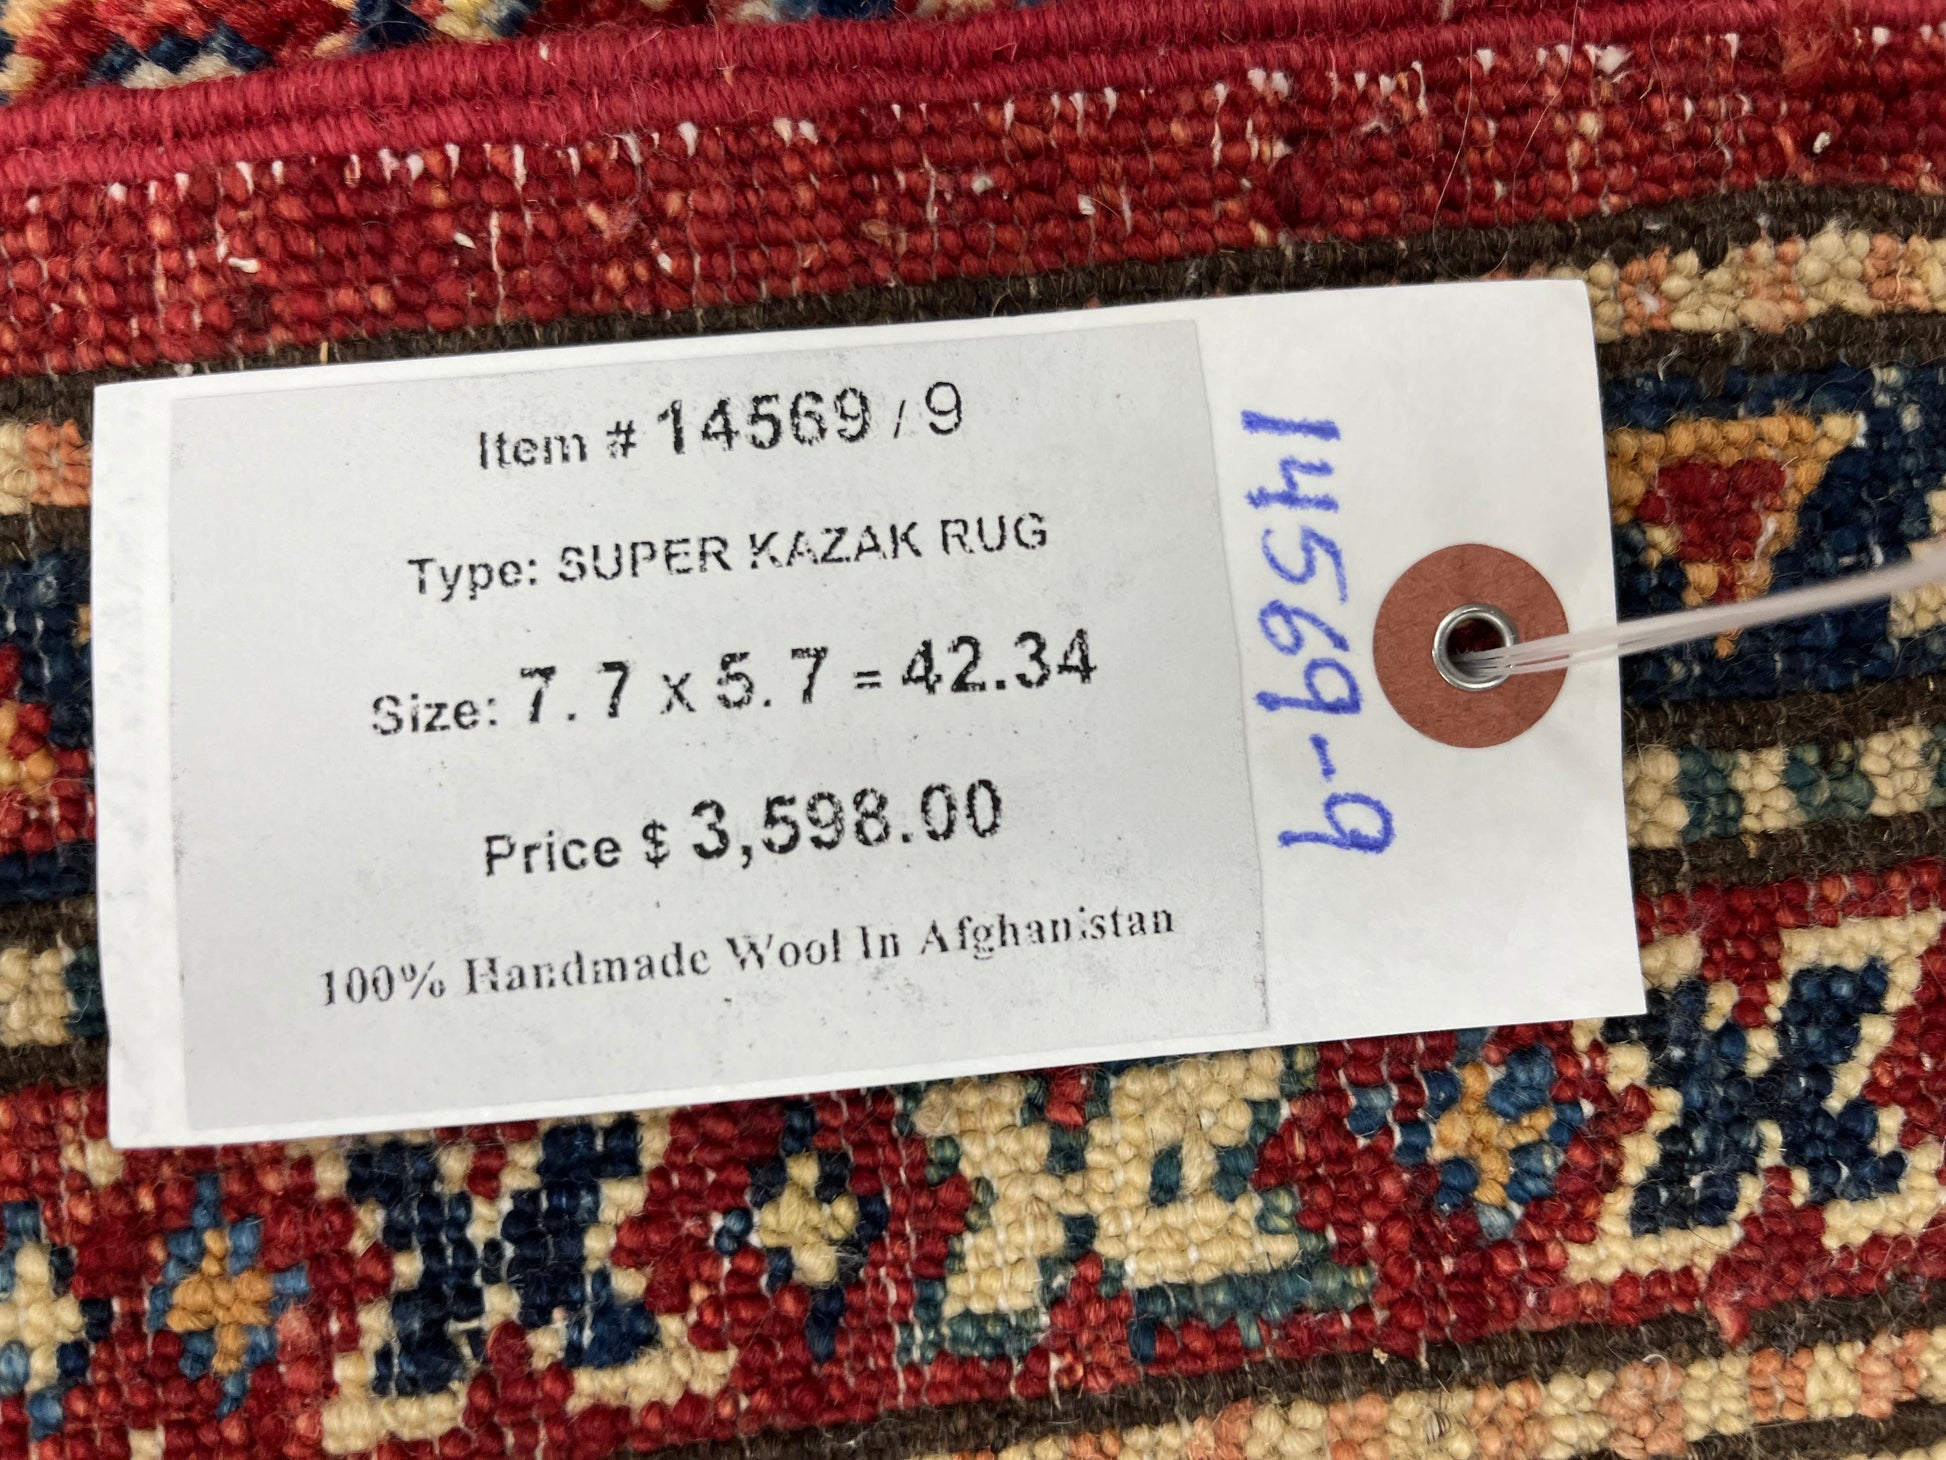 Item # 14569 / 9
Type: SUPER KAZAK RUG
Size: 7.7 x 5.7 = 42.34
Price $ 3,598.00
100% Handmade Wool In Afghanistan
14569-9